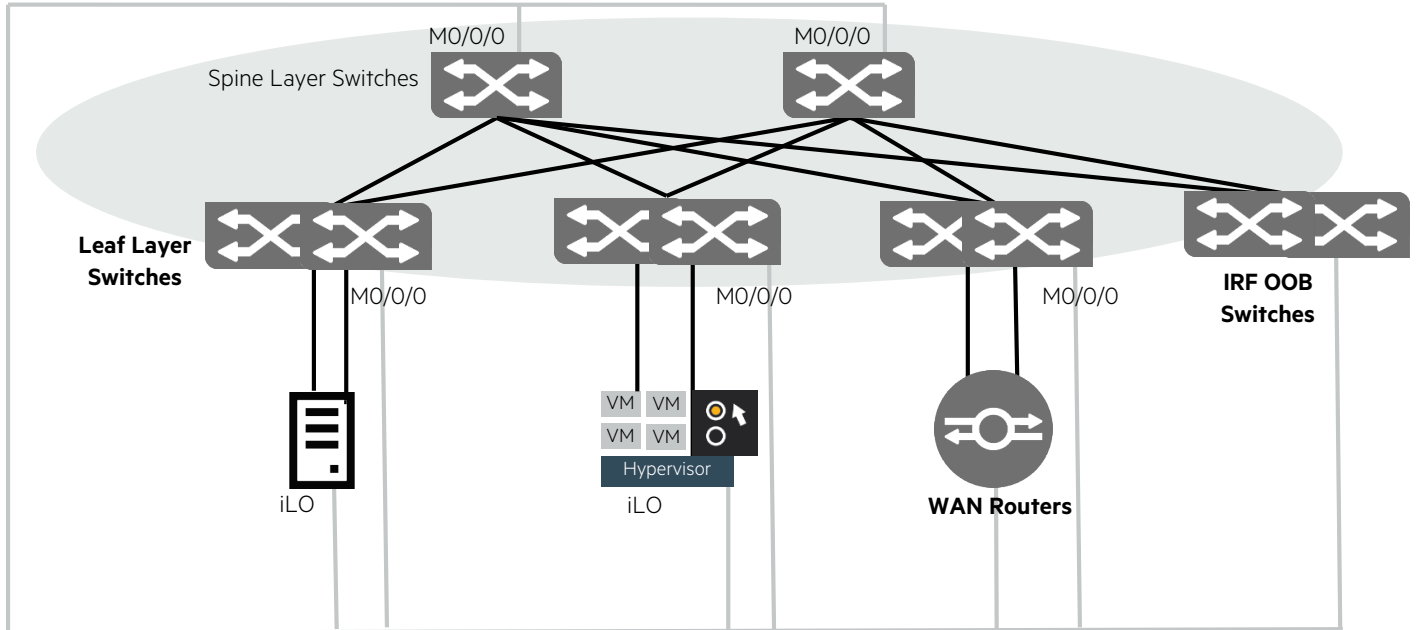 M0/0/0
M0/0/0
Spine Layer Switches
Leaf Layer
Switches
M0/0/0
M0/0/0
M0/0/0
IRF OOB
Switches
VM
VM
VM
VM
Hypervisor
iLO
iLO
WAN Routers